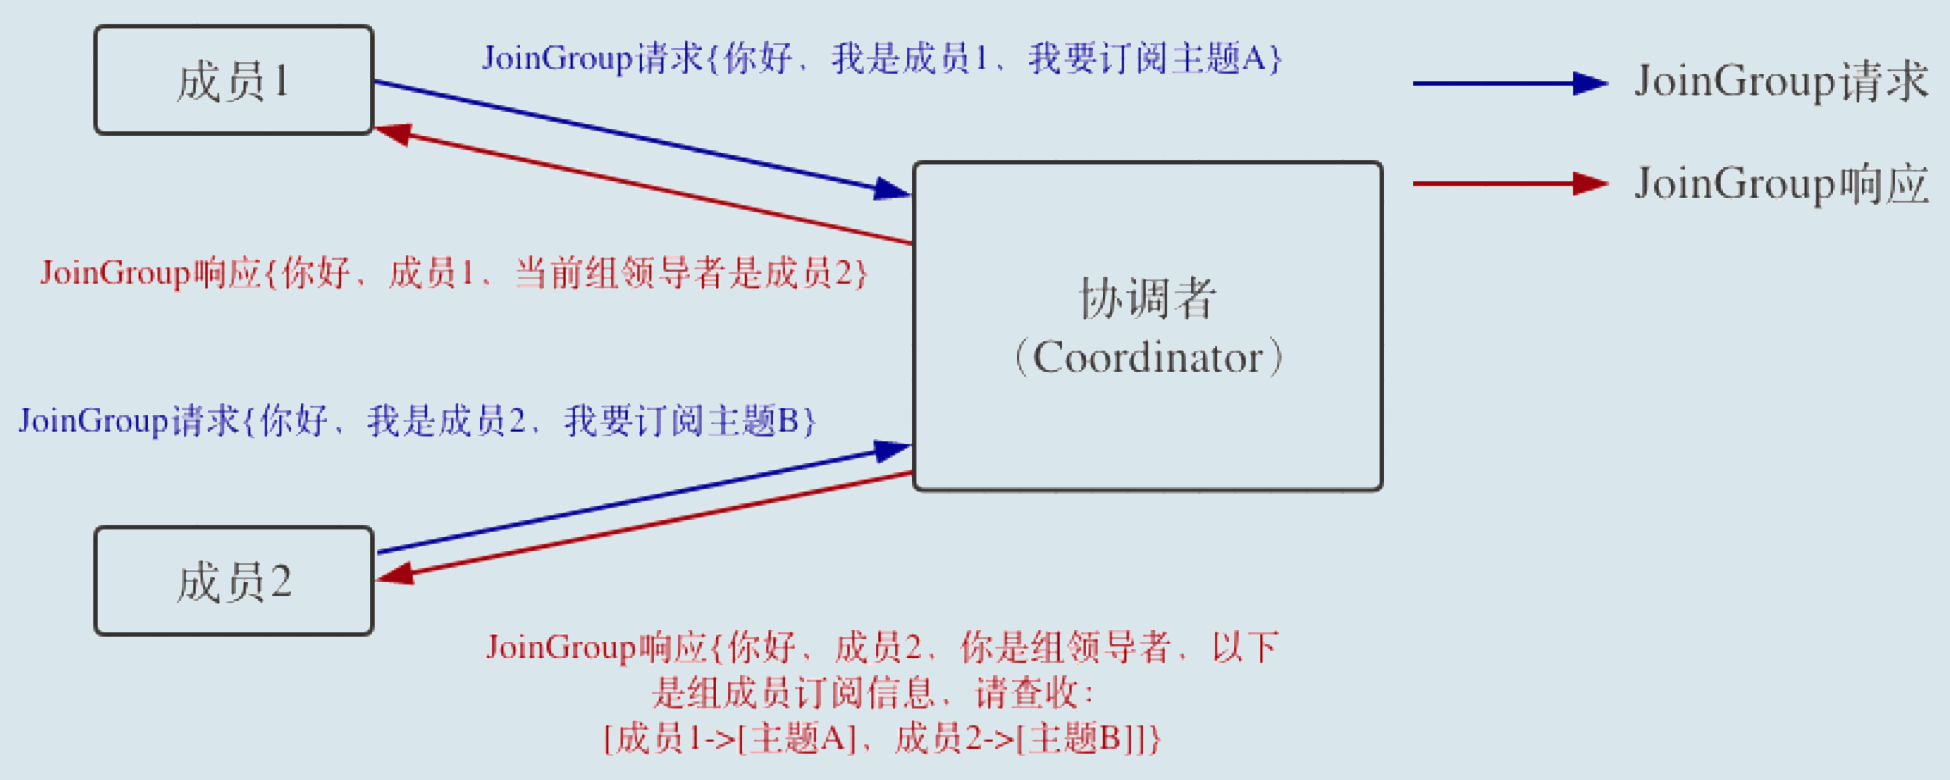 成员1
JoinGroup请求{你好，我是成员1，我要订阅主题A}
JoinGroup请求
JoinGroup响应
JoinGroup响应{你好，成员1，当前组领导者是成员2}
协调者
（Coordinator）
JoinGroup请求{你好，我是成员2，我要订阅主题B}
成员2
JoinGroup响应{你好，成员2，你是组领导者，以下
是组成员订阅信息，请查收：
[成员1->[主题A]，成员2->[主题B]]}